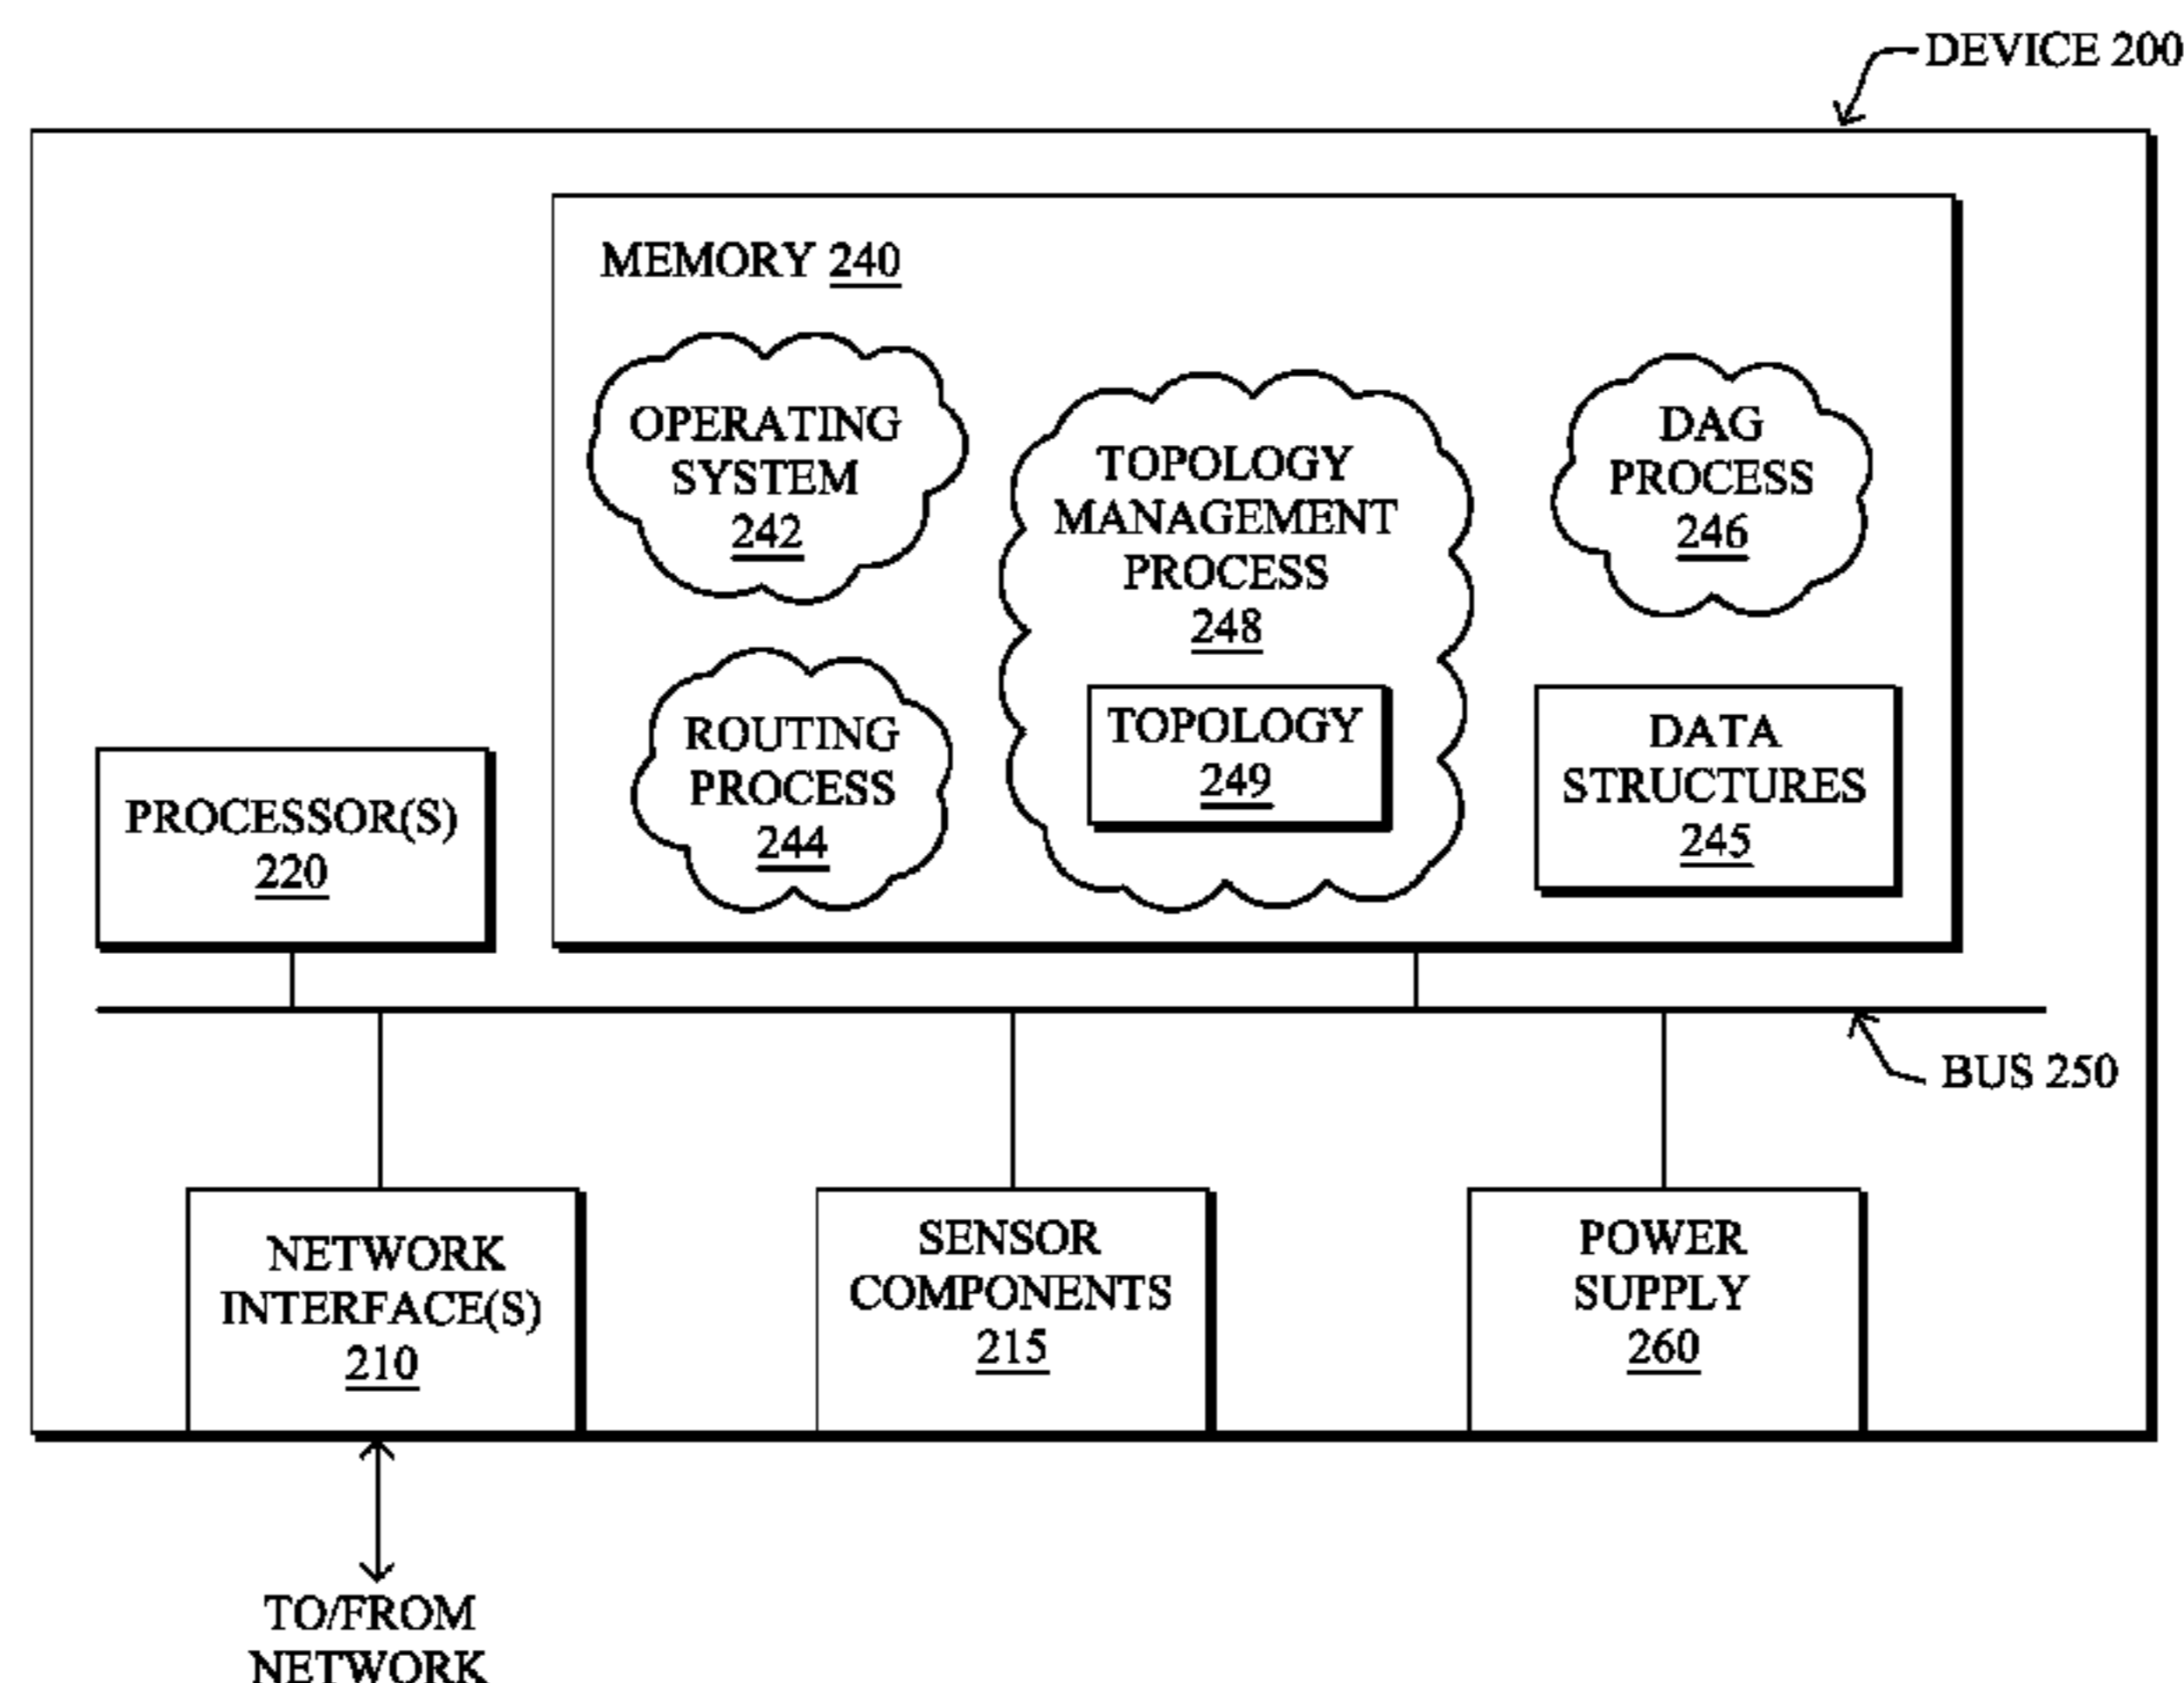 DEVICE 200
MEMORY 240
OPERATING
SYSTEM
242
TOPOLOGY
MANAGEMENT
PROCESS
248
DAG
PROCESS
246
ROUTING
PROCESS
244
TOPOLOGY
249
DATA
STRUCTURES
245
PROCESSOR(S)
220
BUS 250
NETWORK
INTERFACE(S)
210
SENSOR
COMPONENTS
215
POWER
SUPPLY
260
TO/FROM
NETWORK